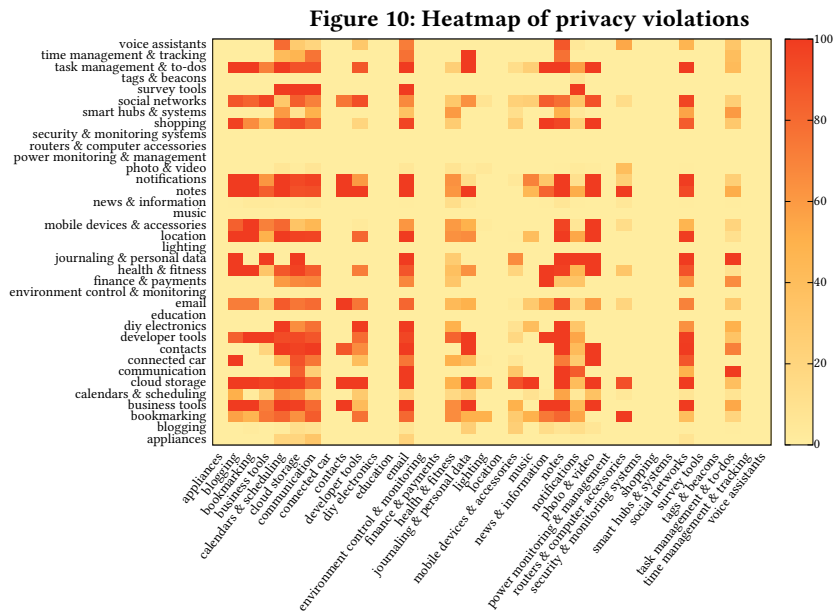 Figure 10: Heatmap of privacy violations
voice assistants
time management & tracking
task management & to-dos
tags & beacons
survey tools
social networks
smart hubs & systems
shopping
security & monitoring systems
routers & computer accessories
power monitoring & management
photo & video
notifications
notes
news & information
music
mobile devices & accessories
location
lighting
journaling & personal data
health & fitness
finance & payments
environment control & monitoring
email
education
diy electronics
developer tools
contacts
connected car
communication
cloud storage
calendars & scheduling
business tools
bookmarking
blogging
appliances
100
80
60
40
20
0
appliances
blogging
bookmarking
business tools
calendars & scheduling
cloud storage
communication
connected car
contacts
developer tools
diy electronics
education
email
environment control & monitoring
finance & payments
health & fitness
journaling & personal data
lighting
location
mobile devices & accessories
music
news & information
notes
notifications
photo & video
power monitoring & management
routers & computer accessories
security & monitoring systems
shopping
smart hubs & systems
social networks
survey tools
tags & beacons
task management & to-dos
time management & tracking
voice assistants